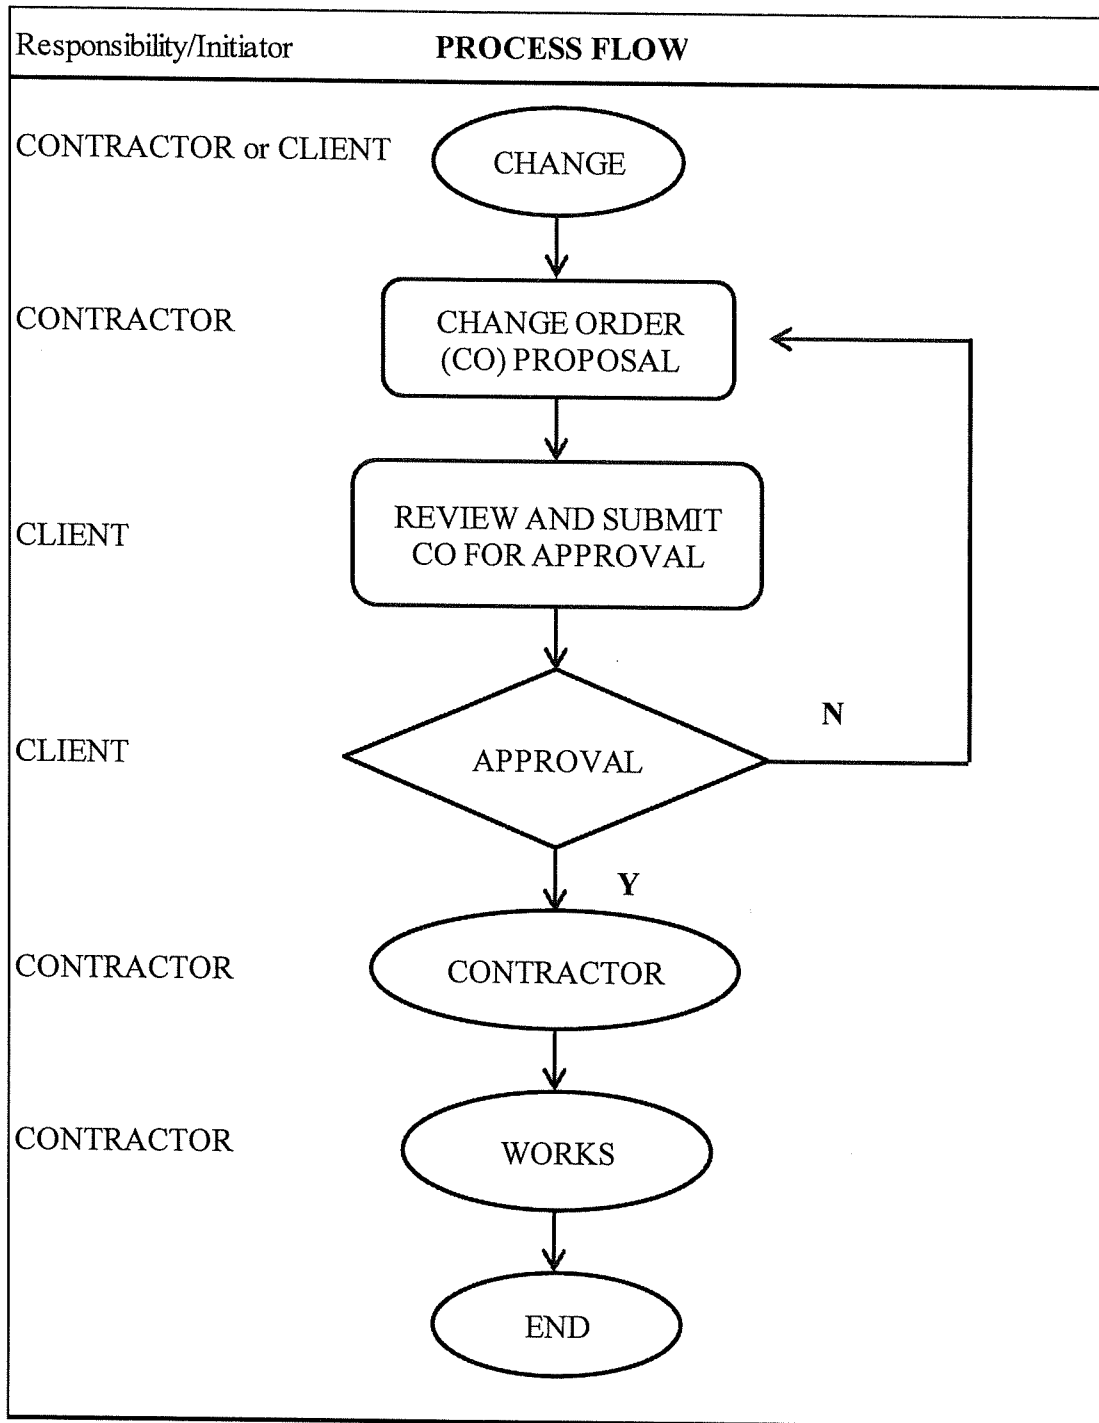 Responsibility/Initiator PROCESS FLOW
CONTRACTOR or CLIENT
CHANGE
CONTRACTOR
CHANGE ORDER
(CO) PROPOSAL
CLIENT
REVIEW AND SUBMIT
CO FOR APPROVAL
CLIENT
APPROVAL
N
Y
CONTRACTOR
CONTRACTOR
CONTRACTOR
WORKS
END